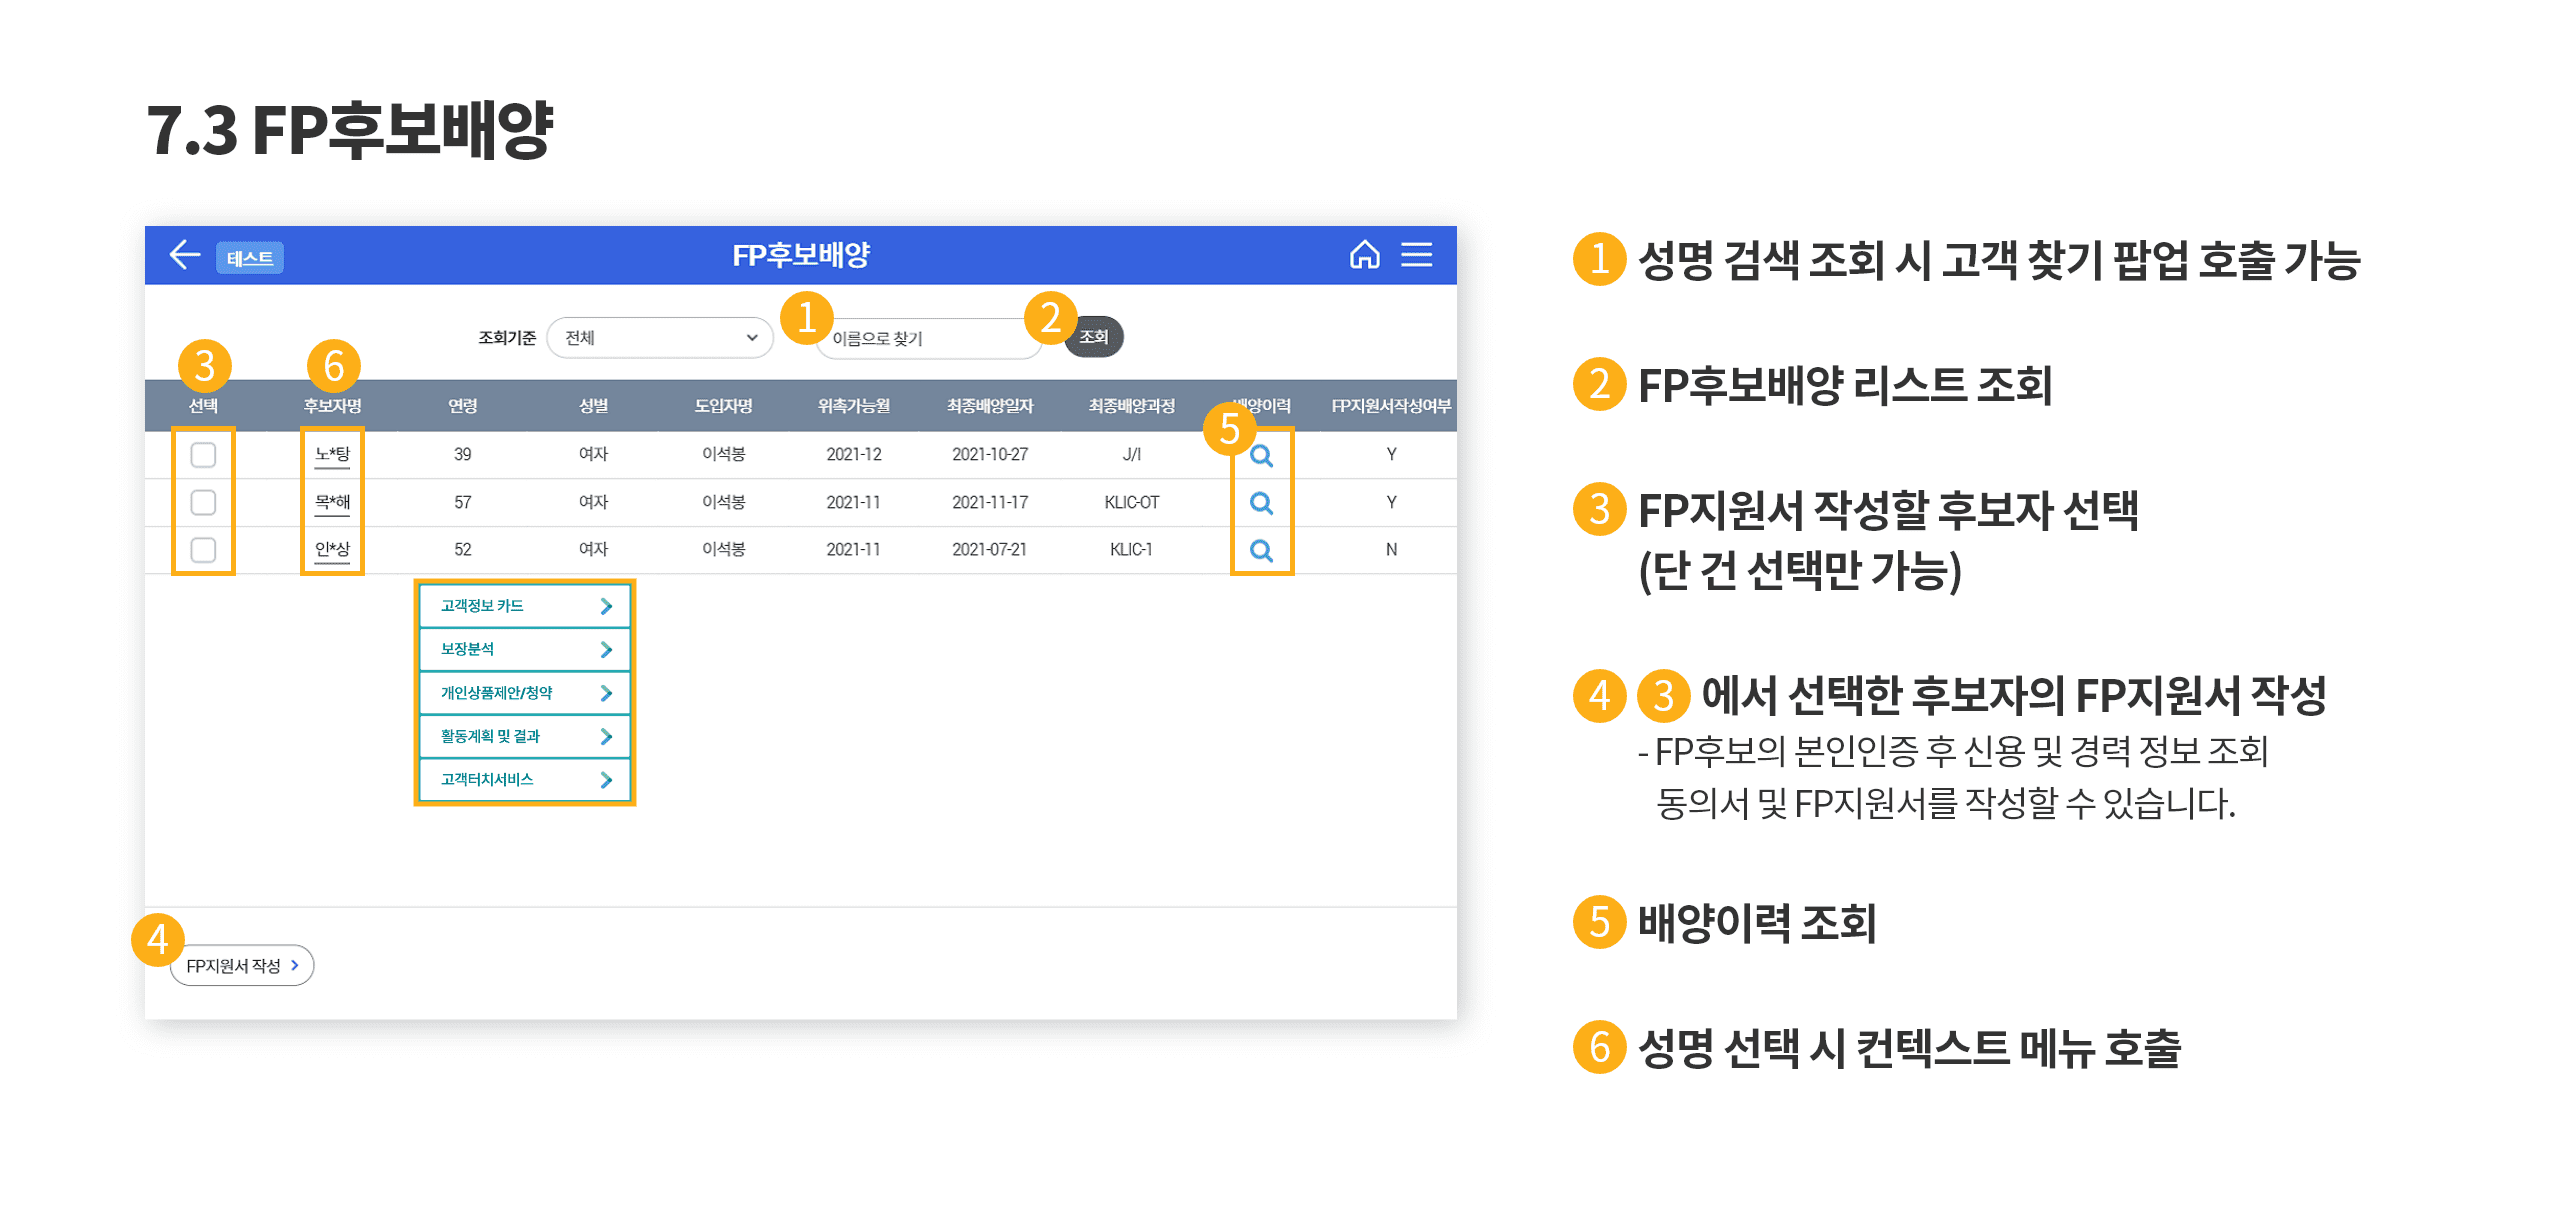 7.3 FP후보배양
테스트
FP후보배양
조회기준
전체
1
이름으로 찾기
2
조회
3
6
선택 후보자명 연령 성별 도입자명 위촉가능월 최종배양일자 최종배양과정 배양이력 FP지원서작성여부
5
노*탕 39 여자 이석봉 2021-12 2021-10-27 J/I Y
목*해 57 여자 이석봉 2021-11 2021-11-17 KLIC-OT Y
인*상 52 여자 이석봉 2021-11 2021-07-21 KLIC-1 N
고객정보 카드
보장분석
개인상품제안/청약
활동계획 및 결과
고객터치서비스
4
FP지원서 작성
1 성명 검색 조회 시 고객 찾기 팝업 호출 가능
2 FP후보배양 리스트 조회
3 FP지원서 작성할 후보자 선택
(단 건 선택만 가능)
4 3 에서 선택한 후보자의 FP지원서 작성
- FP후보의 본인인증 후 신용 및 경력 정보 조회
동의서 및 FP지원서를 작성할 수 있습니다.
5 배양이력 조회
6 성명 선택 시 컨텍스트 메뉴 호출